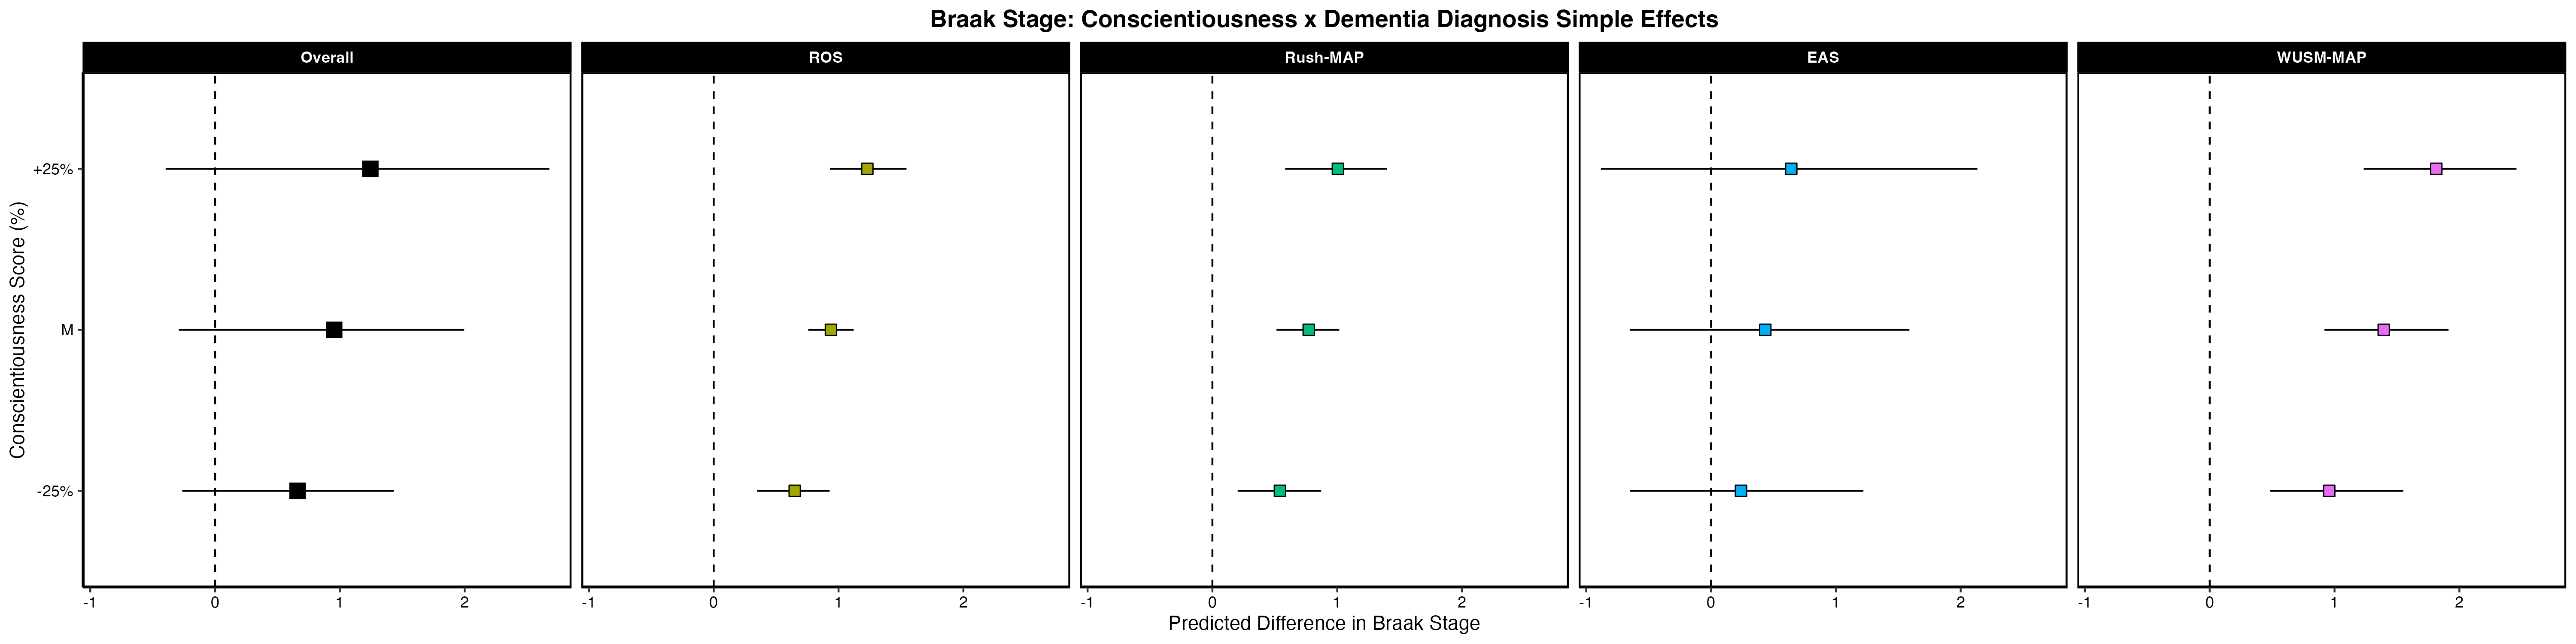 Braak Stage: Conscientiousness x Dementia Diagnosis Simple Effects
Overall
ROS
Rush-MAP
EAS
WUSM-MAP
Conscientiousness Score (%)
+25%
M
-25%
-1 0 1 2
-1 0 1 2
-1 0 1 2
-1 0 1 2
-1 0 1 2
Predicted Difference in Braak Stage